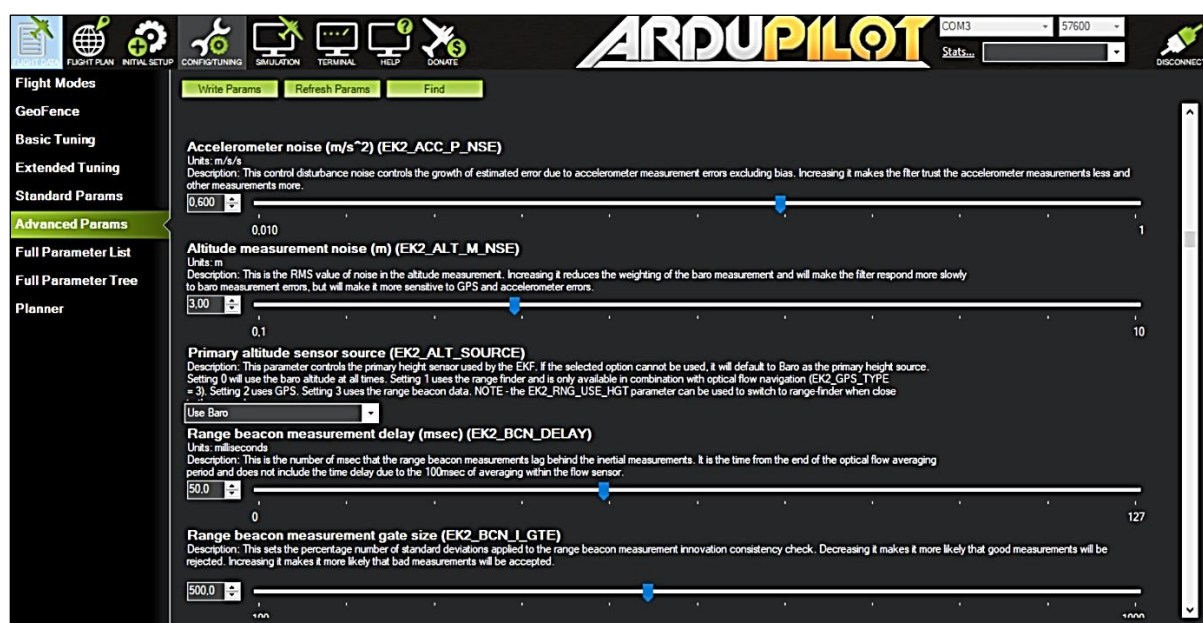 FLIGHT DATA FLIGHT PLAN INITIAL SETUP CONFIG/TUNING SIMULATION TERMINAL HELP DONATE
ARDUPILOT
COM3 57600
Stats...
DISCONNECT
Flight Modes
GeoFence
Basic Tuning
Extended Tuning
Standard Params
Advanced Params
Full Parameter List
Full Parameter Tree
Planner
Write Params Refresh Params Find
Accelerometer noise (m/s^2) (EK2_ACC_P_NSE)
Units: m/s/s
Description: This control disturbance noise controls the growth of estimated error due to accelerometer measurement errors excluding bias. Increasing it makes the flter trust the accelerometer measurements less and
other measurements more.
0,600
0,010 1
Altitude measurement noise (m) (EK2_ALT_M_NSE)
Units: m
Description: This is the RMS value of noise in the altitude measurement. Increasing it reduces the weighting of the baro measurement and will make the filter respond more slowly
to baro measurement errors, but will make it more sensitive to GPS and accelerometer errors.
3,00
0,1 10
Primary altitude sensor source (EK2_ALT_SOURCE)
Description: This parameter controls the primary height sensor used by the EKF. If the selected option cannot be used, it will default to Baro as the primary height source.
Setting 0 will use the baro altitude at all times. Setting 1 uses the range finder and is only available in combination with optical flow navigation (EK2_GPS_TYPE
= 3). Setting 2 uses GPS. Setting 3 uses the range beacon data. NOTE - the EK2_RNG_USE_HGT parameter can be used to switch to range-finder when close
Use Baro
Range beacon measurement delay (msec) (EK2_BCN_DELAY)
Units: milliseconds
Description: This is the number of msec that the range beacon measurements lag behind the inertial measurements. It is the time from the end of the optical flow averaging
period and does not include the time delay due to the 100msec of averaging within the flow sensor.
50,0
0 127
Range beacon measurement gate size (EK2_BCN_I_GTE)
Description: This sets the percentage number of standard deviations applied to the range beacon measurement innovation consistency check. Decreasing it makes it more likely that good measurements will be
rejected. Increasing it makes it more likely that bad measurements will be accepted.
500,0
100 1000